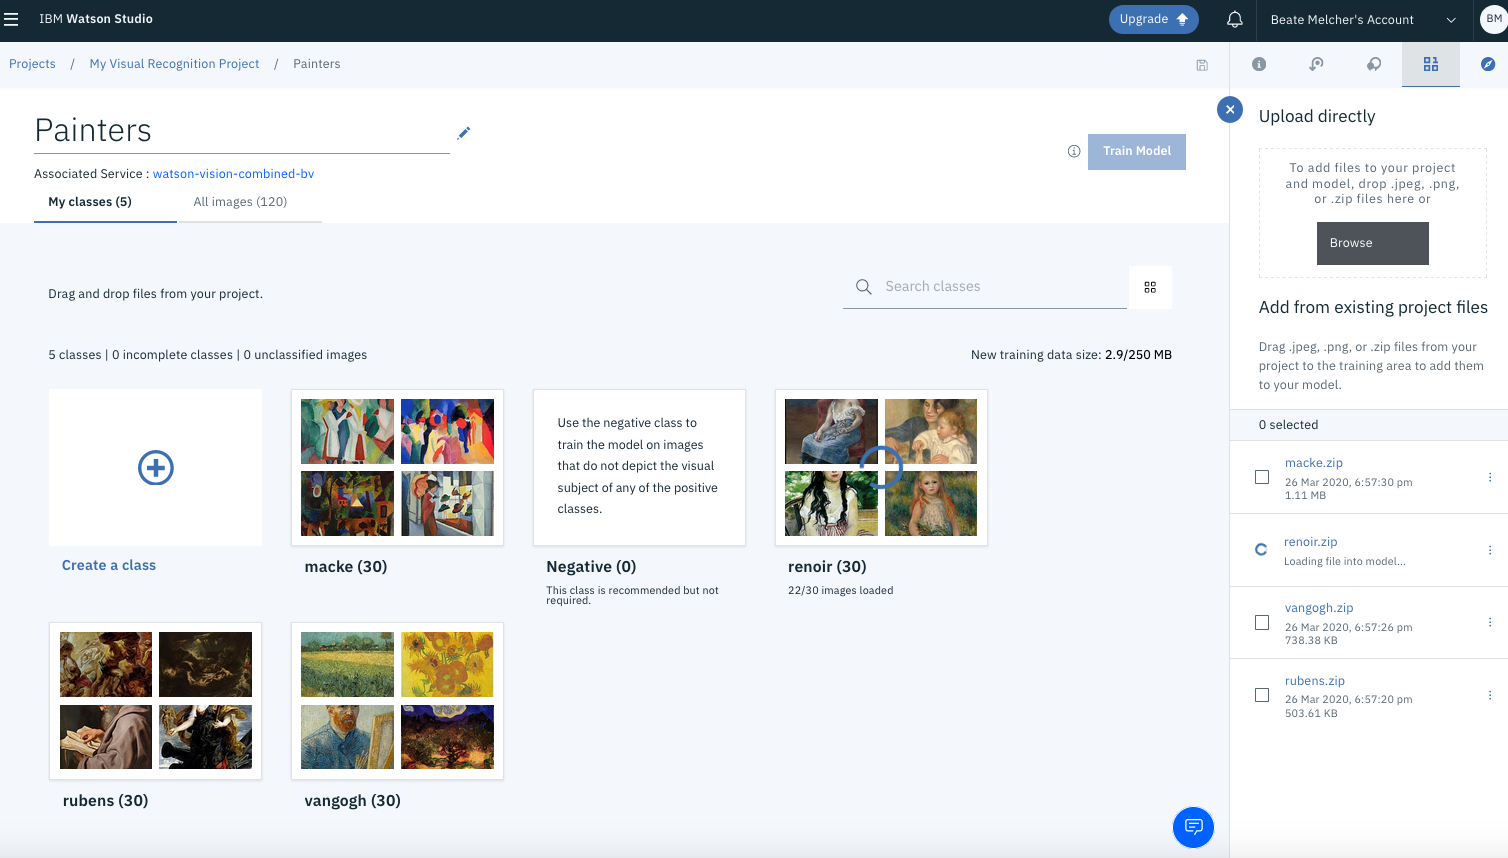 IBM Watson Studio
Upgrade
Beate Melcher's Account
BM
Projects / My Visual Recognition Project / Painters
Painters
Train Model
Associated Service : watson-vision-combined-bv
My classes (5)
All images (120)
Drag and drop files from your project.
Search classes
5 classes | 0 incomplete classes | 0 unclassified images
New training data size: 2.9/250 MB
Create a class
macke (30)
Use the negative class to
train the model on images
that do not depict the visual
subject of any of the positive
classes.
Negative (0)
This class is recommended but not
required.
renoir (30)
22/30 images loaded
rubens (30)
vangogh (30)
Upload directly
To add files to your project
and model, drop .jpeg, .png,
or .zip files here or
Browse
Add from existing project files
Drag .jpeg, .png, or .zip files from your
project to the training area to add them
to your model.
0 selected
macke.zip
26 Mar 2020, 6:57:30 pm
1.11 MB
renoir.zip
Loading file into model...
vangogh.zip
26 Mar 2020, 6:57:26 pm
738.38 KB
rubens.zip
26 Mar 2020, 6:57:20 pm
503.61 KB